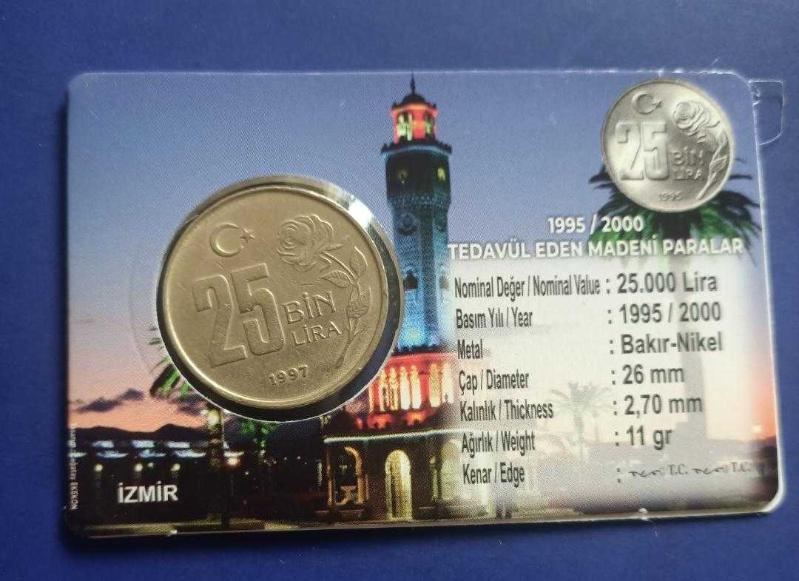 25 BİN
LİRA
1997
25 BİN
LİRA
1995
1995 / 2000
TEDAVÜL EDEN MADENİ PARALAR
Nominal Değer / Nominal Value : 25.000 Lira
Basım Yılı / Year : 1995 / 2000
Metal : Bakır-Nikel
Çap / Diameter : 26 mm
Kalınlık / Thickness : 2,70 mm
Ağırlık / Weight : 11 gr
Kenar / Edge : T.C. T.C.
İZMİR